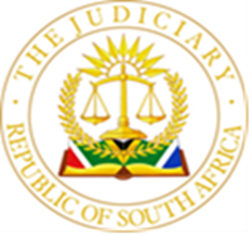 · THE JUDICIARY ·
REPUBLIC OF SOUTH AFRICA